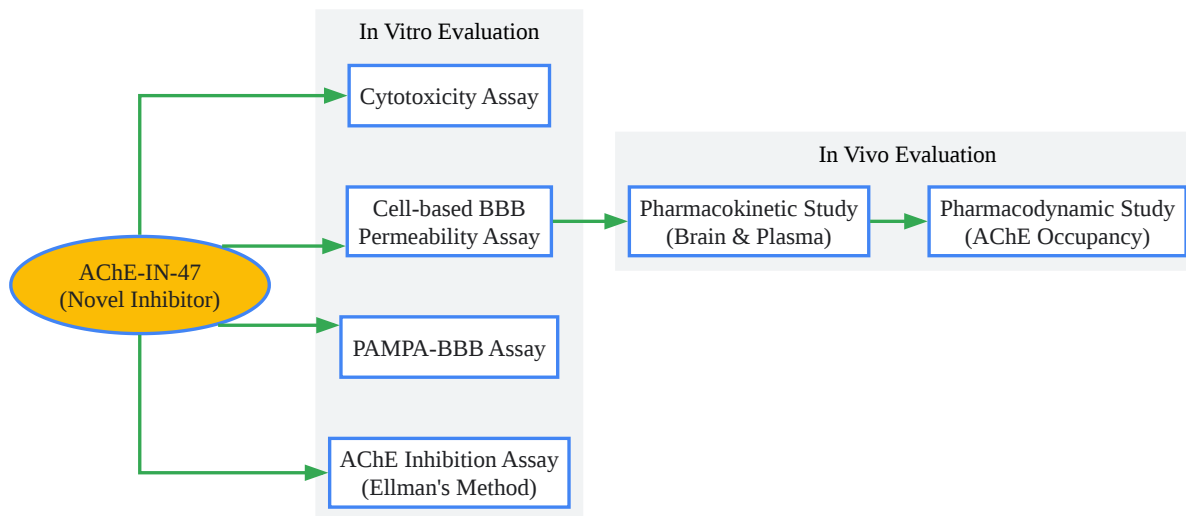 In Vitro Evaluation
Cytotoxicity Assay
In Vivo Evaluation
Cell-based BBB
Permeability Assay
Pharmacokinetic Study
(Brain & Plasma)
Pharmacodynamic Study
(AChE Occupancy)
AChE-IN-47
(Novel Inhibitor)
PAMPA-BBB Assay
AChE Inhibition Assay
(Ellman's Method)